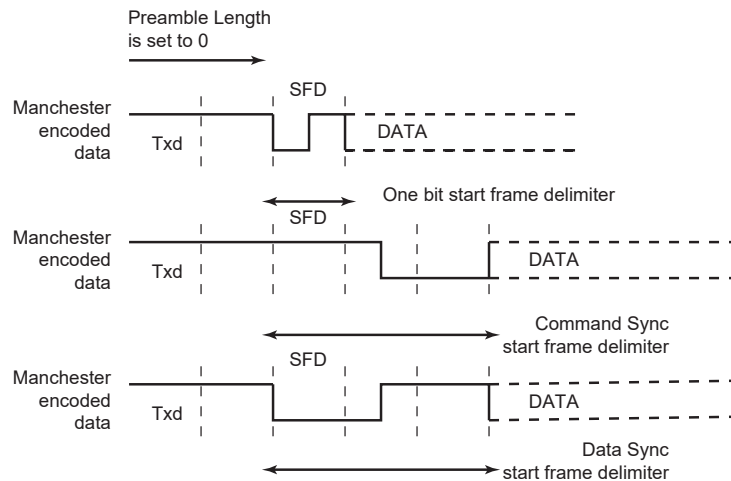 Preamble Length
is set to 0
SFD
Manchester
encoded
data
Txd
DATA
One bit start frame delimiter
SFD
Manchester
encoded
data
Txd
DATA
Command Sync
start frame delimiter
SFD
Manchester
encoded
data
Txd
DATA
Data Sync
start frame delimiter